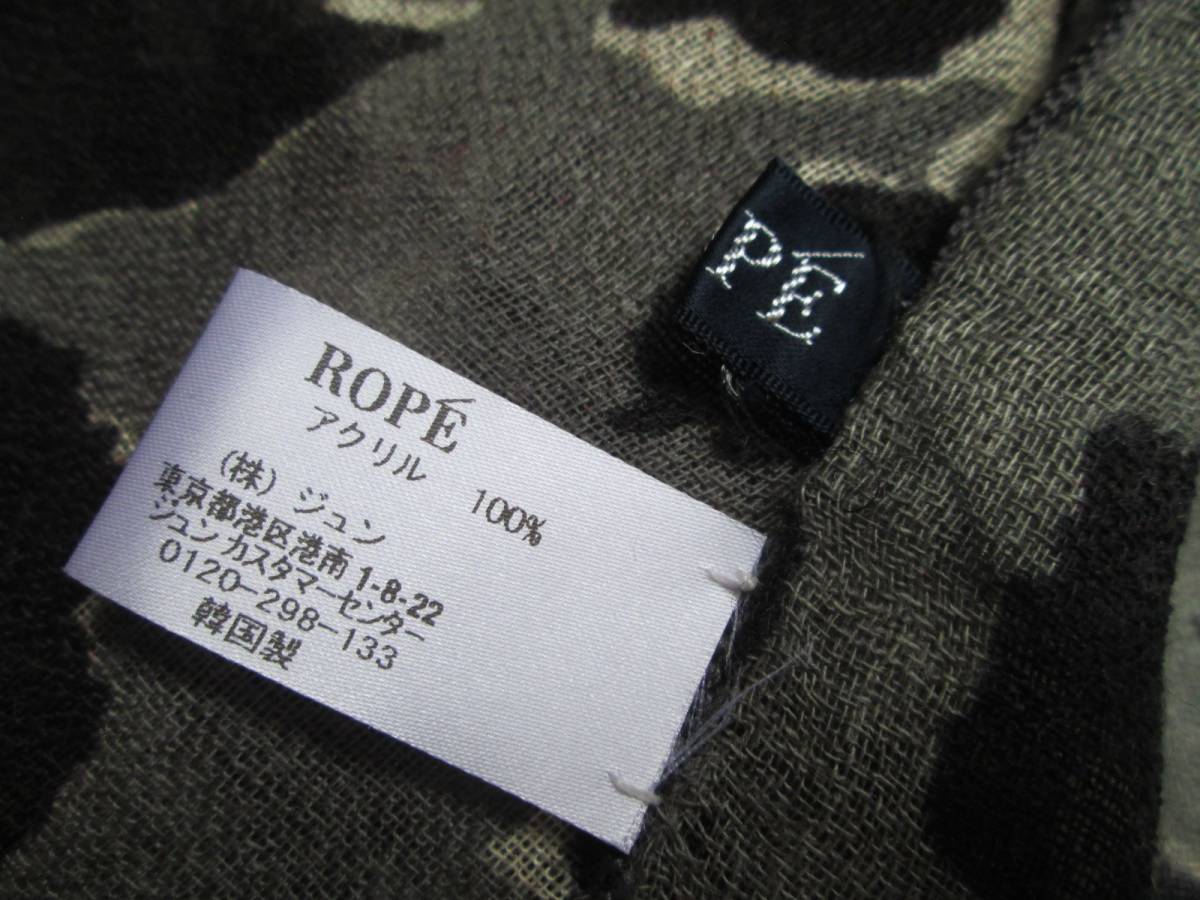 ROPÉ
アクリル 100%
(株) ジュン
東京都港区港南1-8-22
ジュンカスタマーセンター
0120-298-133
韓国製
PÉ